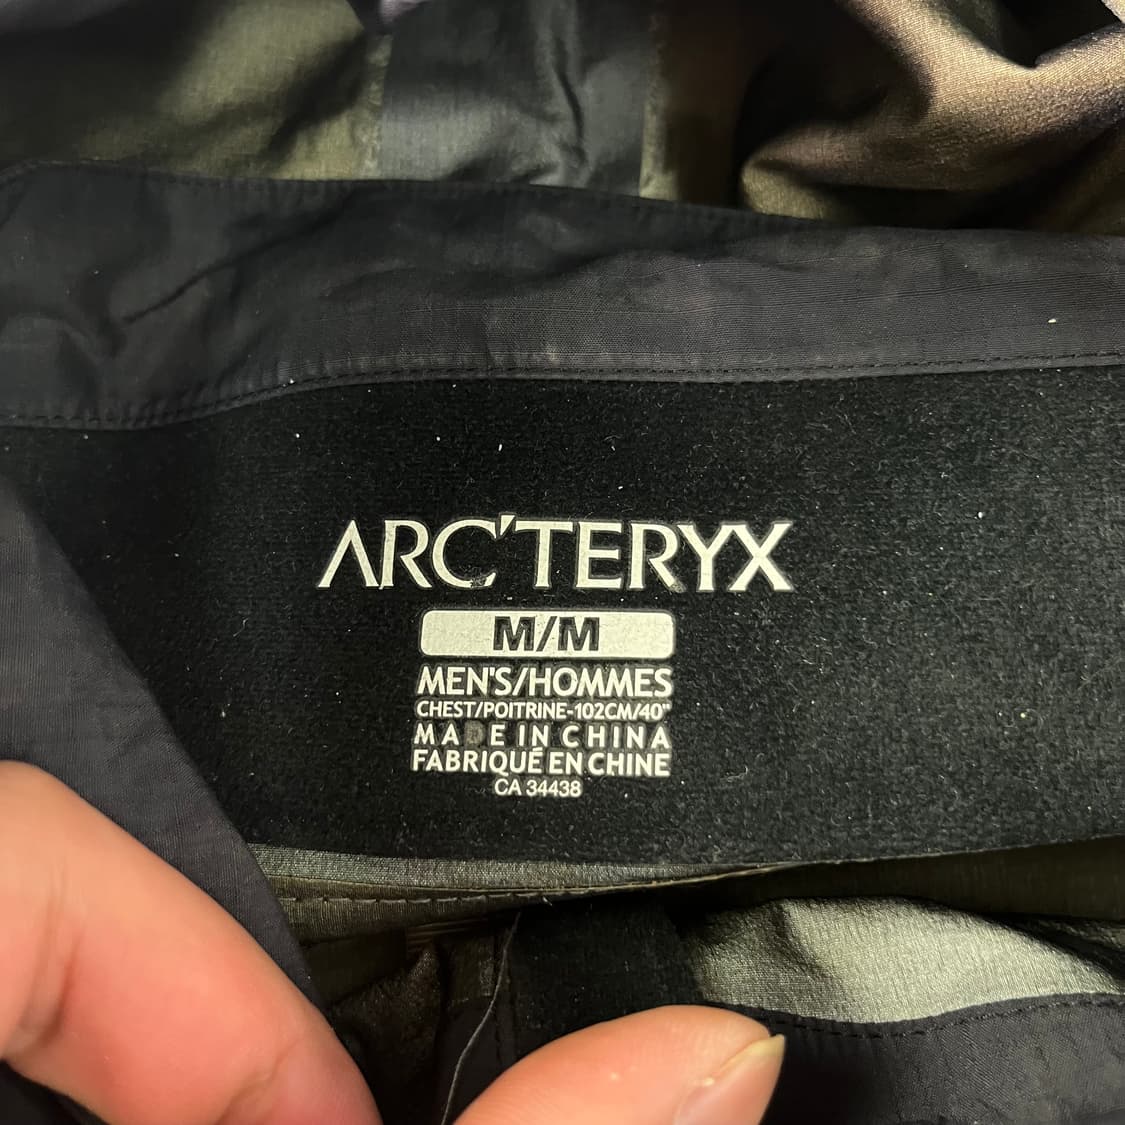 ARC'TERYX
M/M
MEN'S/HOMMES
CHEST/POITRINE-102CM/40"
MADE IN CHINA
FABRIQUÉ EN CHINE
CA 34438